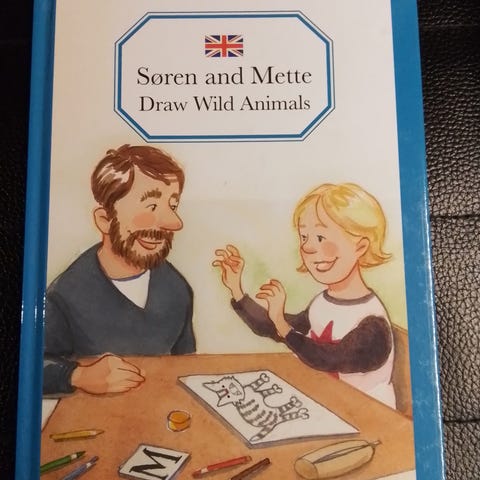 Søren and Mette
Draw Wild Animals
M